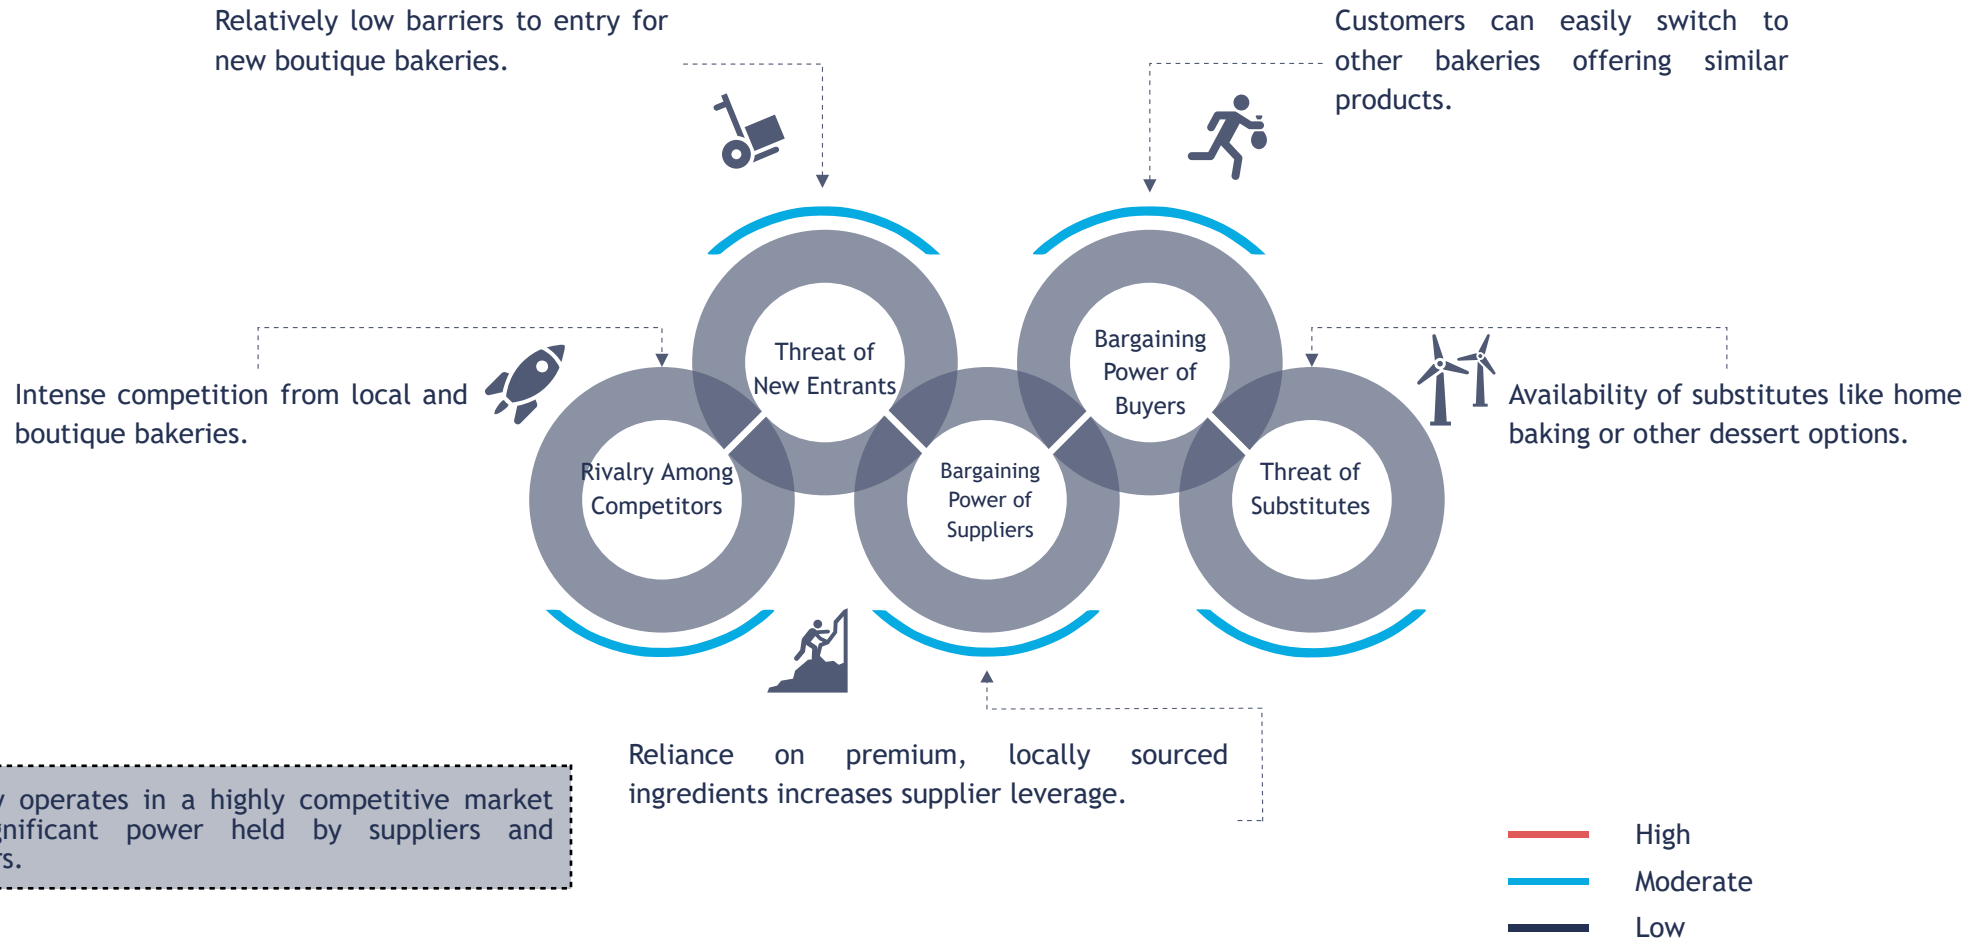 Relatively low barriers to entry for
new boutique bakeries.
Customers can easily switch to
other bakeries offering similar
products.
Threat of
New Entrants
Bargaining
Power of
Buyers
Intense competition from local and
boutique bakeries.
Availability of substitutes like home
baking or other dessert options.
Rivalry Among
Competitors
Bargaining
Power of
Suppliers
Threat of
Substitutes
Reliance on premium, locally sourced
ingredients increases supplier leverage.
operates in a highly competitive market
power held by suppliers and
High
Moderate
Low